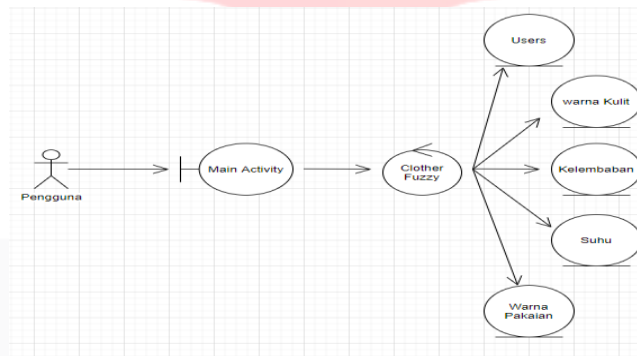 Users
warna Kulit
Main Activity
Clother
Fuzzy
Kelembaban
Pengguna
Suhu
Warna
Pakaian